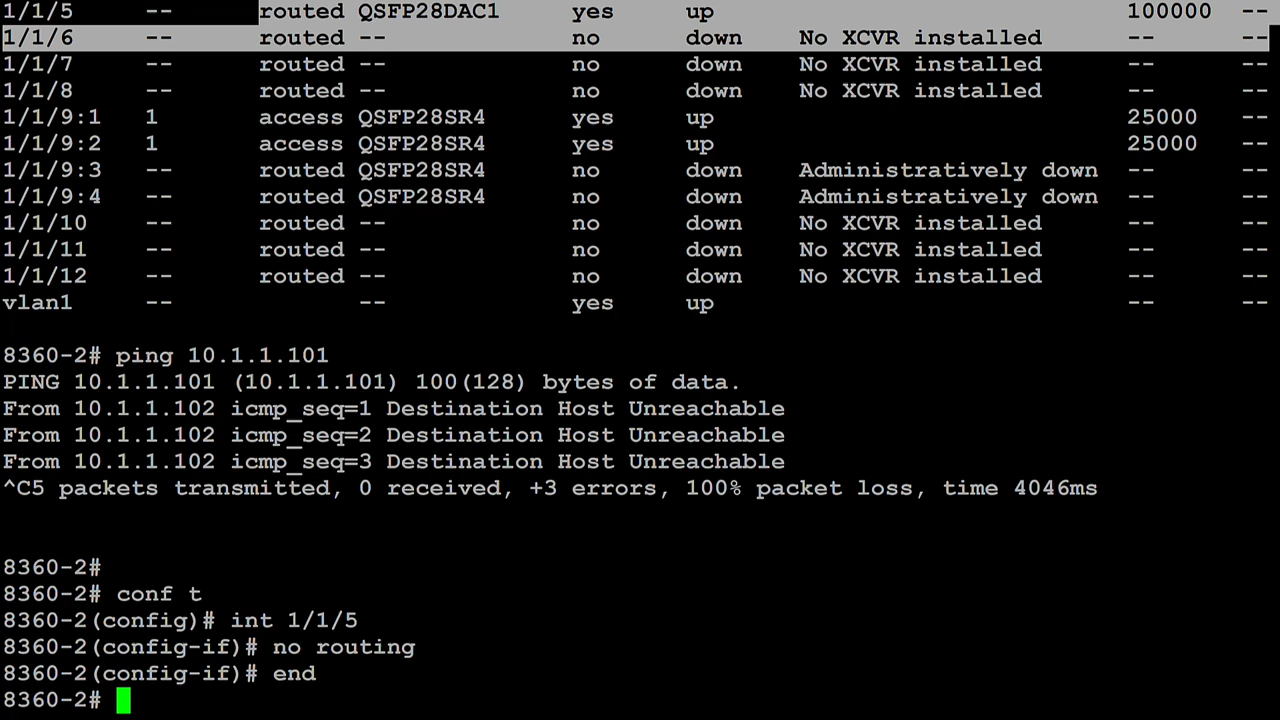 1/1/5     --      routed QSFP28DAC1     yes     up                              100000  --
1/1/6     --      routed --             no      down    No XCVR installed       --      --
1/1/7     --      routed --             no      down    No XCVR installed       --      --
1/1/8     --      routed --             no      down    No XCVR installed       --      --
1/1/9:1   1       access QSFP28SR4      yes     up                              25000   --
1/1/9:2   1       access QSFP28SR4      yes     up                              25000   --
1/1/9:3   --      routed QSFP28SR4      no      down    Administratively down   --      --
1/1/9:4   --      routed QSFP28SR4      no      down    Administratively down   --      --
1/1/10    --      routed --             no      down    No XCVR installed       --      --
1/1/11    --      routed --             no      down    No XCVR installed       --      --
1/1/12    --      routed --             no      down    No XCVR installed       --      --
vlan1     --             --             yes     up                              --      --
8360-2# ping 10.1.1.101
PING 10.1.1.101 (10.1.1.101) 100(128) bytes of data.
From 10.1.1.102 icmp_seq=1 Destination Host Unreachable
From 10.1.1.102 icmp_seq=2 Destination Host Unreachable
From 10.1.1.102 icmp_seq=3 Destination Host Unreachable
^C5 packets transmitted, 0 received, +3 errors, 100% packet loss, time 4046ms
8360-2#
8360-2# conf t
8360-2(config)# int 1/1/5
8360-2(config-if)# no routing
8360-2(config-if)# end
8360-2#